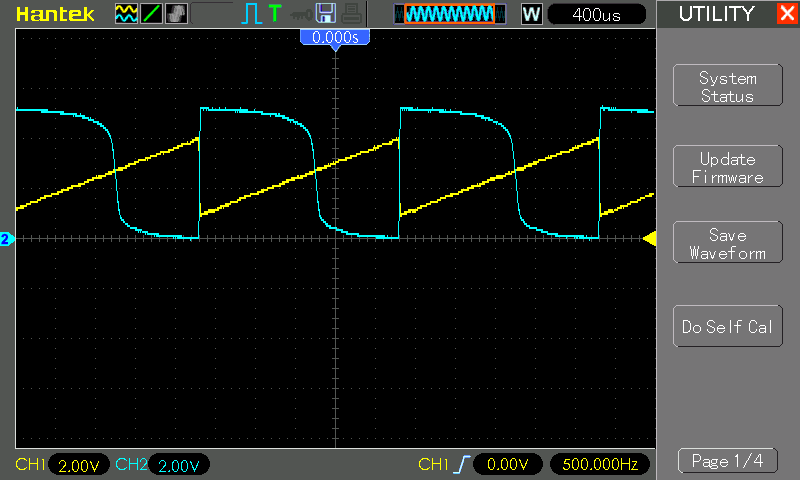 Hantek
T
W
400us
UTILITY
0.000s
System
Status
Update
Firmware
Save
Waveform
Do Self Cal
2
CH1 2.00V CH2 2.00V CH1 0.00V 500.000Hz
Page 1/4